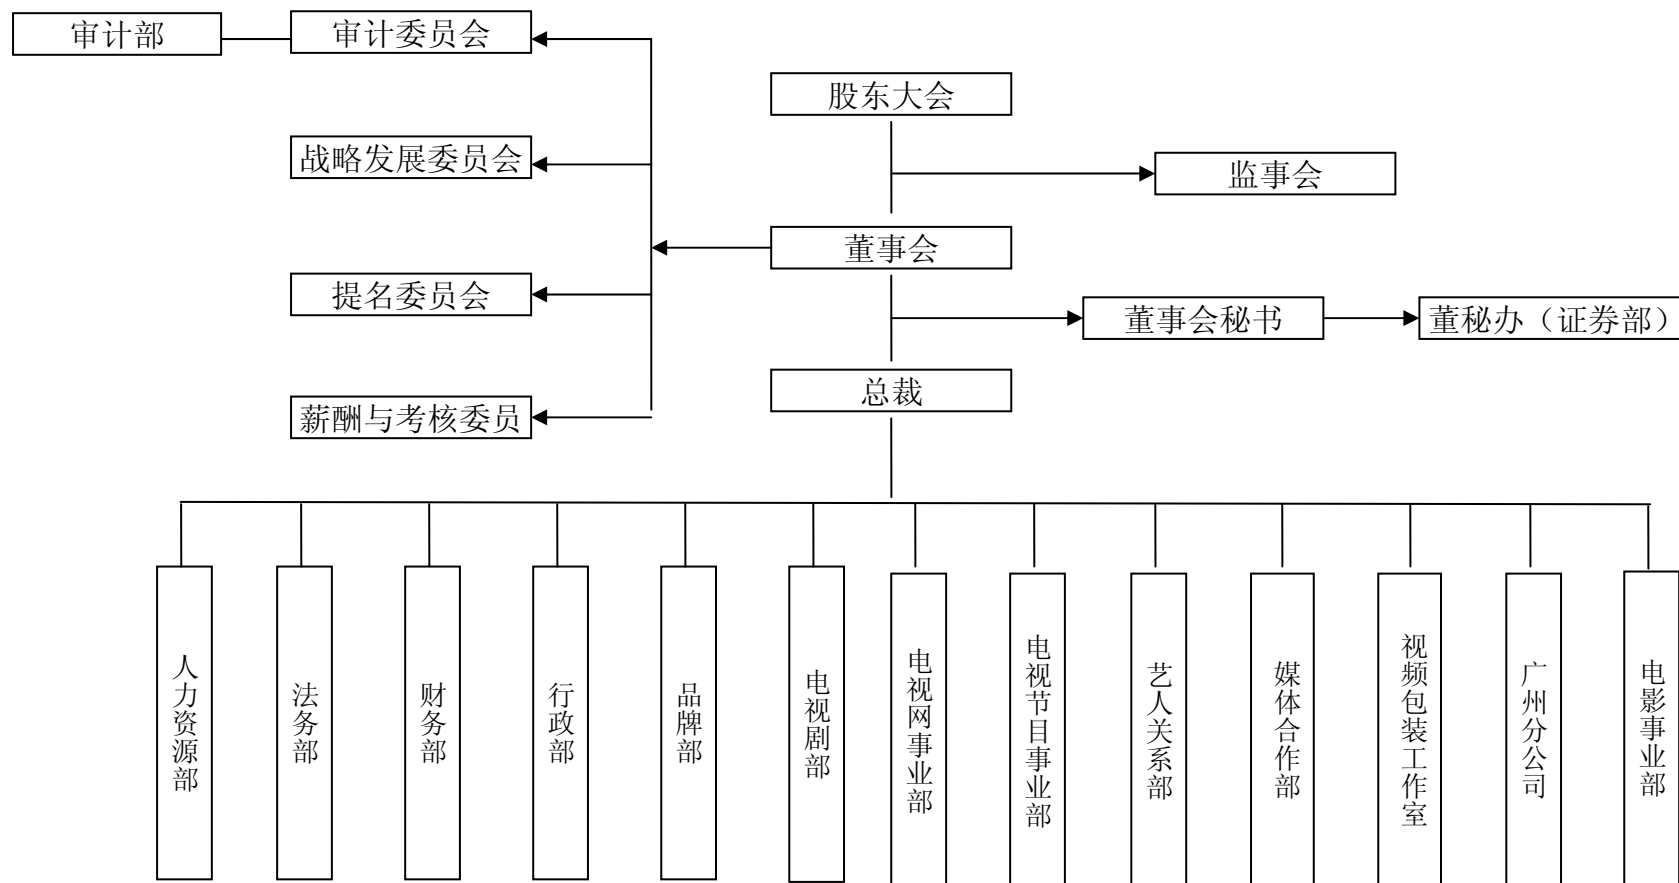 审计部
审计委员会
股东大会
战略发展委员会
监事会
董事会
提名委员会
董事会秘书
董秘办（证券部）
总裁
薪酬与考核委员
人力资源部
法务部
财务部
行政部
品牌部
电视剧部
电视网事业部
电视节目事业部
艺人关系部
媒体合作部
视频包装工作室
广州分公司
电影事业部